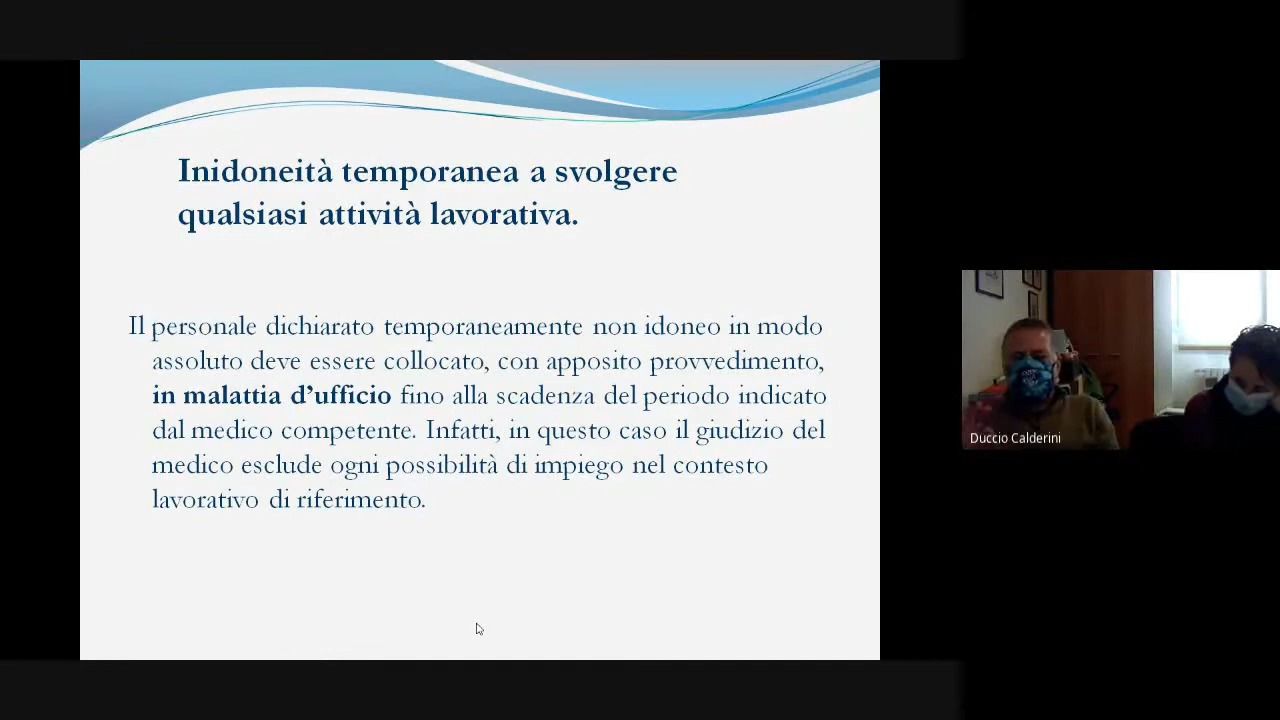 Inidoneità temporanea a svolgere
qualsiasi attività lavorativa.
Il personale dichiarato temporaneamente non idoneo in modo
assoluto deve essere collocato, con apposito provvedimento,
in malattia d’ufficio fino alla scadenza del periodo indicato
dal medico competente. Infatti, in questo caso il giudizio del
medico esclude ogni possibilità di impiego nel contesto
lavorativo di riferimento.
Duccio Calderini